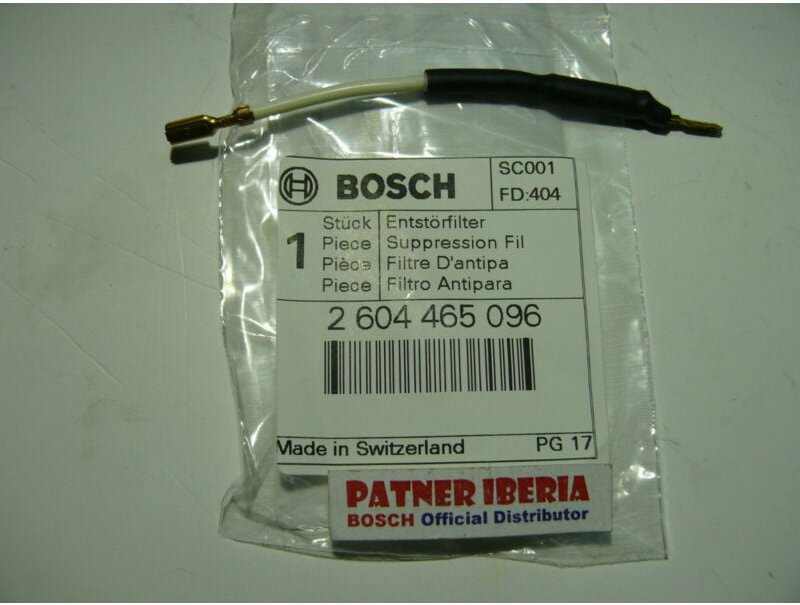 BOSCH
SC001
FD:404
1
Stück Entstörfilter
Piece Suppression Fil
Pièce Filtre D'antipa
Piece Filtro Antipara
2 604 465 096
Made in Switzerland PG 17
PATNER IBERIA
BOSCH Official Distributor